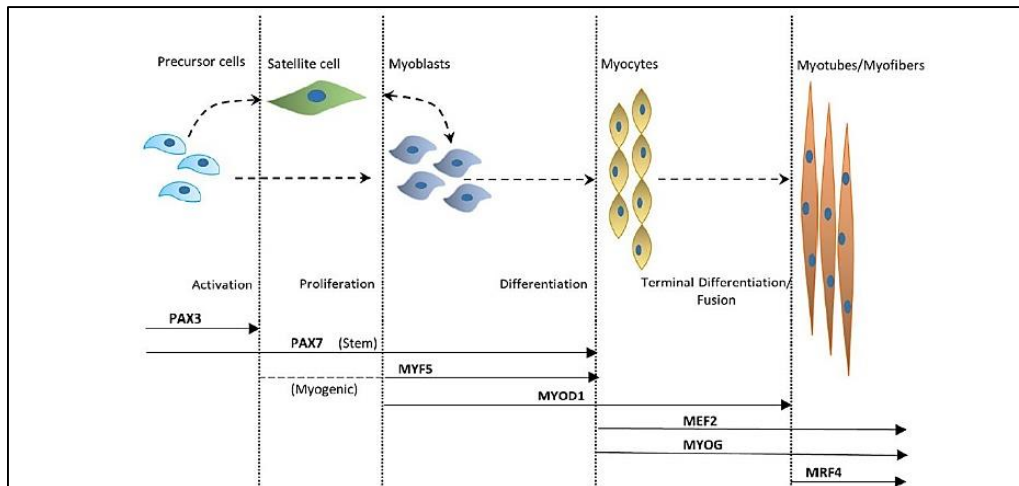 Precursor cells Satellite cell Myoblasts Myocytes Myotubes/Myofibers
Activation Proliferation Differentiation Terminal Differentiation/
Fusion
PAX3
PAX7 (Stem)
MYF5
(Myogenic)
MYOD1
MEF2
MYOG
MRF4